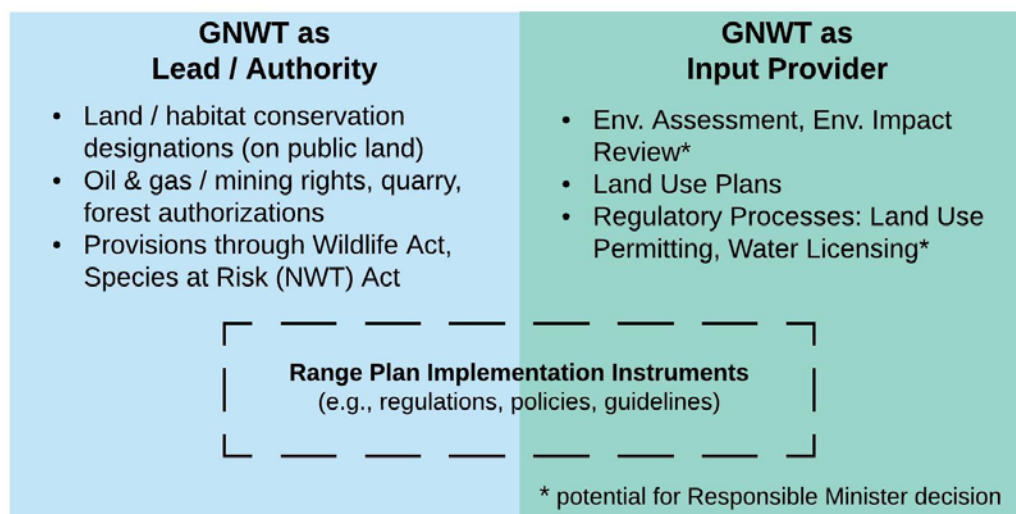 GNWT as
Lead / Authority
• Land / habitat conservation
designations (on public land)
• Oil & gas / mining rights, quarry,
forest authorizations
• Provisions through Wildlife Act,
Species at Risk (NWT) Act
GNWT as
Input Provider
• Env. Assessment, Env. Impact
Review*
• Land Use Plans
• Regulatory Processes: Land Use
Permitting, Water Licensing*
Range Plan Implementation Instruments
(e.g., regulations, policies, guidelines)
* potential for Responsible Minister decision